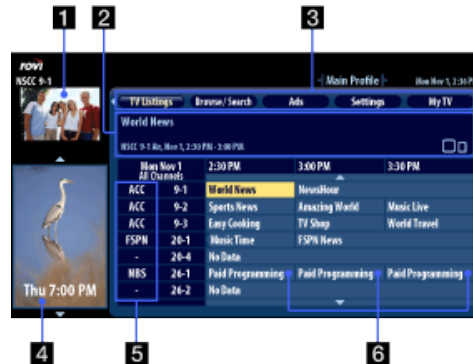 1
2
3
rovi
NSCC 9-1
Main Profile
Mon Nov 1, 2:36 P
TV Listings Browse/Search Ads Settings My TV
World News
NSCC 9-1 Air, Mon 1, 2:30 PM - 3:00 PM
Mon Nov 1
All Channels
2:30 PM 3:00 PM 3:30 PM
ACC 9-1 World News NewsHour
ACC 9-2 Sports News Amazing World Music Live
ACC 9-3 Easy Cooking TV Shop World Travel
FSPN 20-1 Music Time FSPN News
- 20-4 No Data
NBS 26-1 Paid Programming Paid Programming Paid Programming
- 26-2 No Data
Thu 7:00 PM
4
5
6